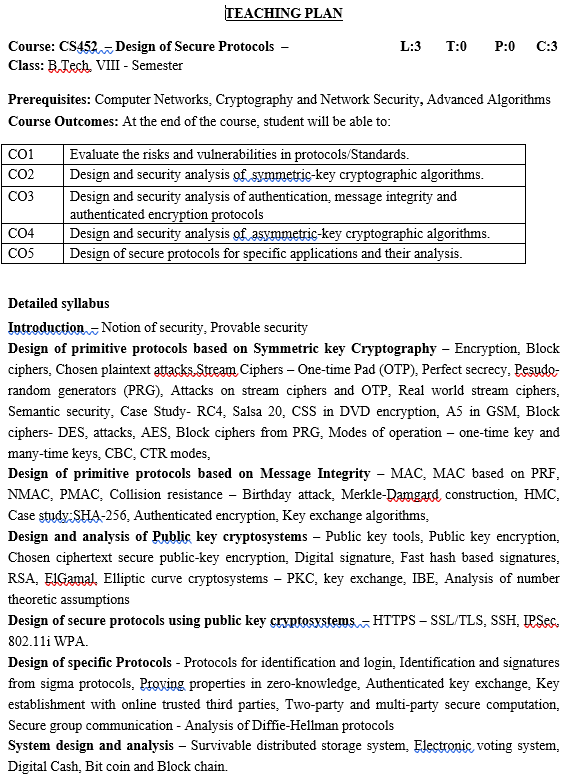 TEACHING PLAN
Course: CS452 – Design of Secure Protocols – L:3 T:0 P:0 C:3
Class: B.Tech, VIII - Semester
Prerequisites: Computer Networks, Cryptography and Network Security, Advanced Algorithms
Course Outcomes: At the end of the course, student will be able to:
CO1 Evaluate the risks and vulnerabilities in protocols/Standards.
CO2 Design and security analysis of symmetric-key cryptographic algorithms.
CO3 Design and security analysis of authentication, message integrity and
authenticated encryption protocols
CO4 Design and security analysis of asymmetric-key cryptographic algorithms.
CO5 Design of secure protocols for specific applications and their analysis.
Detailed syllabus
Introduction – Notion of security, Provable security
Design of primitive protocols based on Symmetric key Cryptography – Encryption, Block
ciphers, Chosen plaintext attacks,Stream Ciphers – One-time Pad (OTP), Perfect secrecy, Pesudo-
random generators (PRG), Attacks on stream ciphers and OTP, Real world stream ciphers,
Semantic security, Case Study- RC4, Salsa 20, CSS in DVD encryption, A5 in GSM, Block
ciphers- DES, attacks, AES, Block ciphers from PRG, Modes of operation – one-time key and
many-time keys, CBC, CTR modes,
Design of primitive protocols based on Message Integrity – MAC, MAC based on PRF,
NMAC, PMAC, Collision resistance – Birthday attack, Merkle-Damgard construction, HMC,
Case study:SHA-256, Authenticated encryption, Key exchange algorithms,
Design and analysis of Public key cryptosystems – Public key tools, Public key encryption,
Chosen ciphertext secure public-key encryption, Digital signature, Fast hash based signatures,
RSA, ElGamal, Elliptic curve cryptosystems – PKC, key exchange, IBE, Analysis of number
theoretic assumptions
Design of secure protocols using public key cryptosystems – HTTPS – SSL/TLS, SSH, IPSec,
802.11i WPA.
Design of specific Protocols - Protocols for identification and login, Identification and signatures
from sigma protocols, Proving properties in zero-knowledge, Authenticated key exchange, Key
establishment with online trusted third parties, Two-party and multi-party secure computation,
Secure group communication - Analysis of Diffie-Hellman protocols
System design and analysis – Survivable distributed storage system, Electronic voting system,
Digital Cash, Bit coin and Block chain.